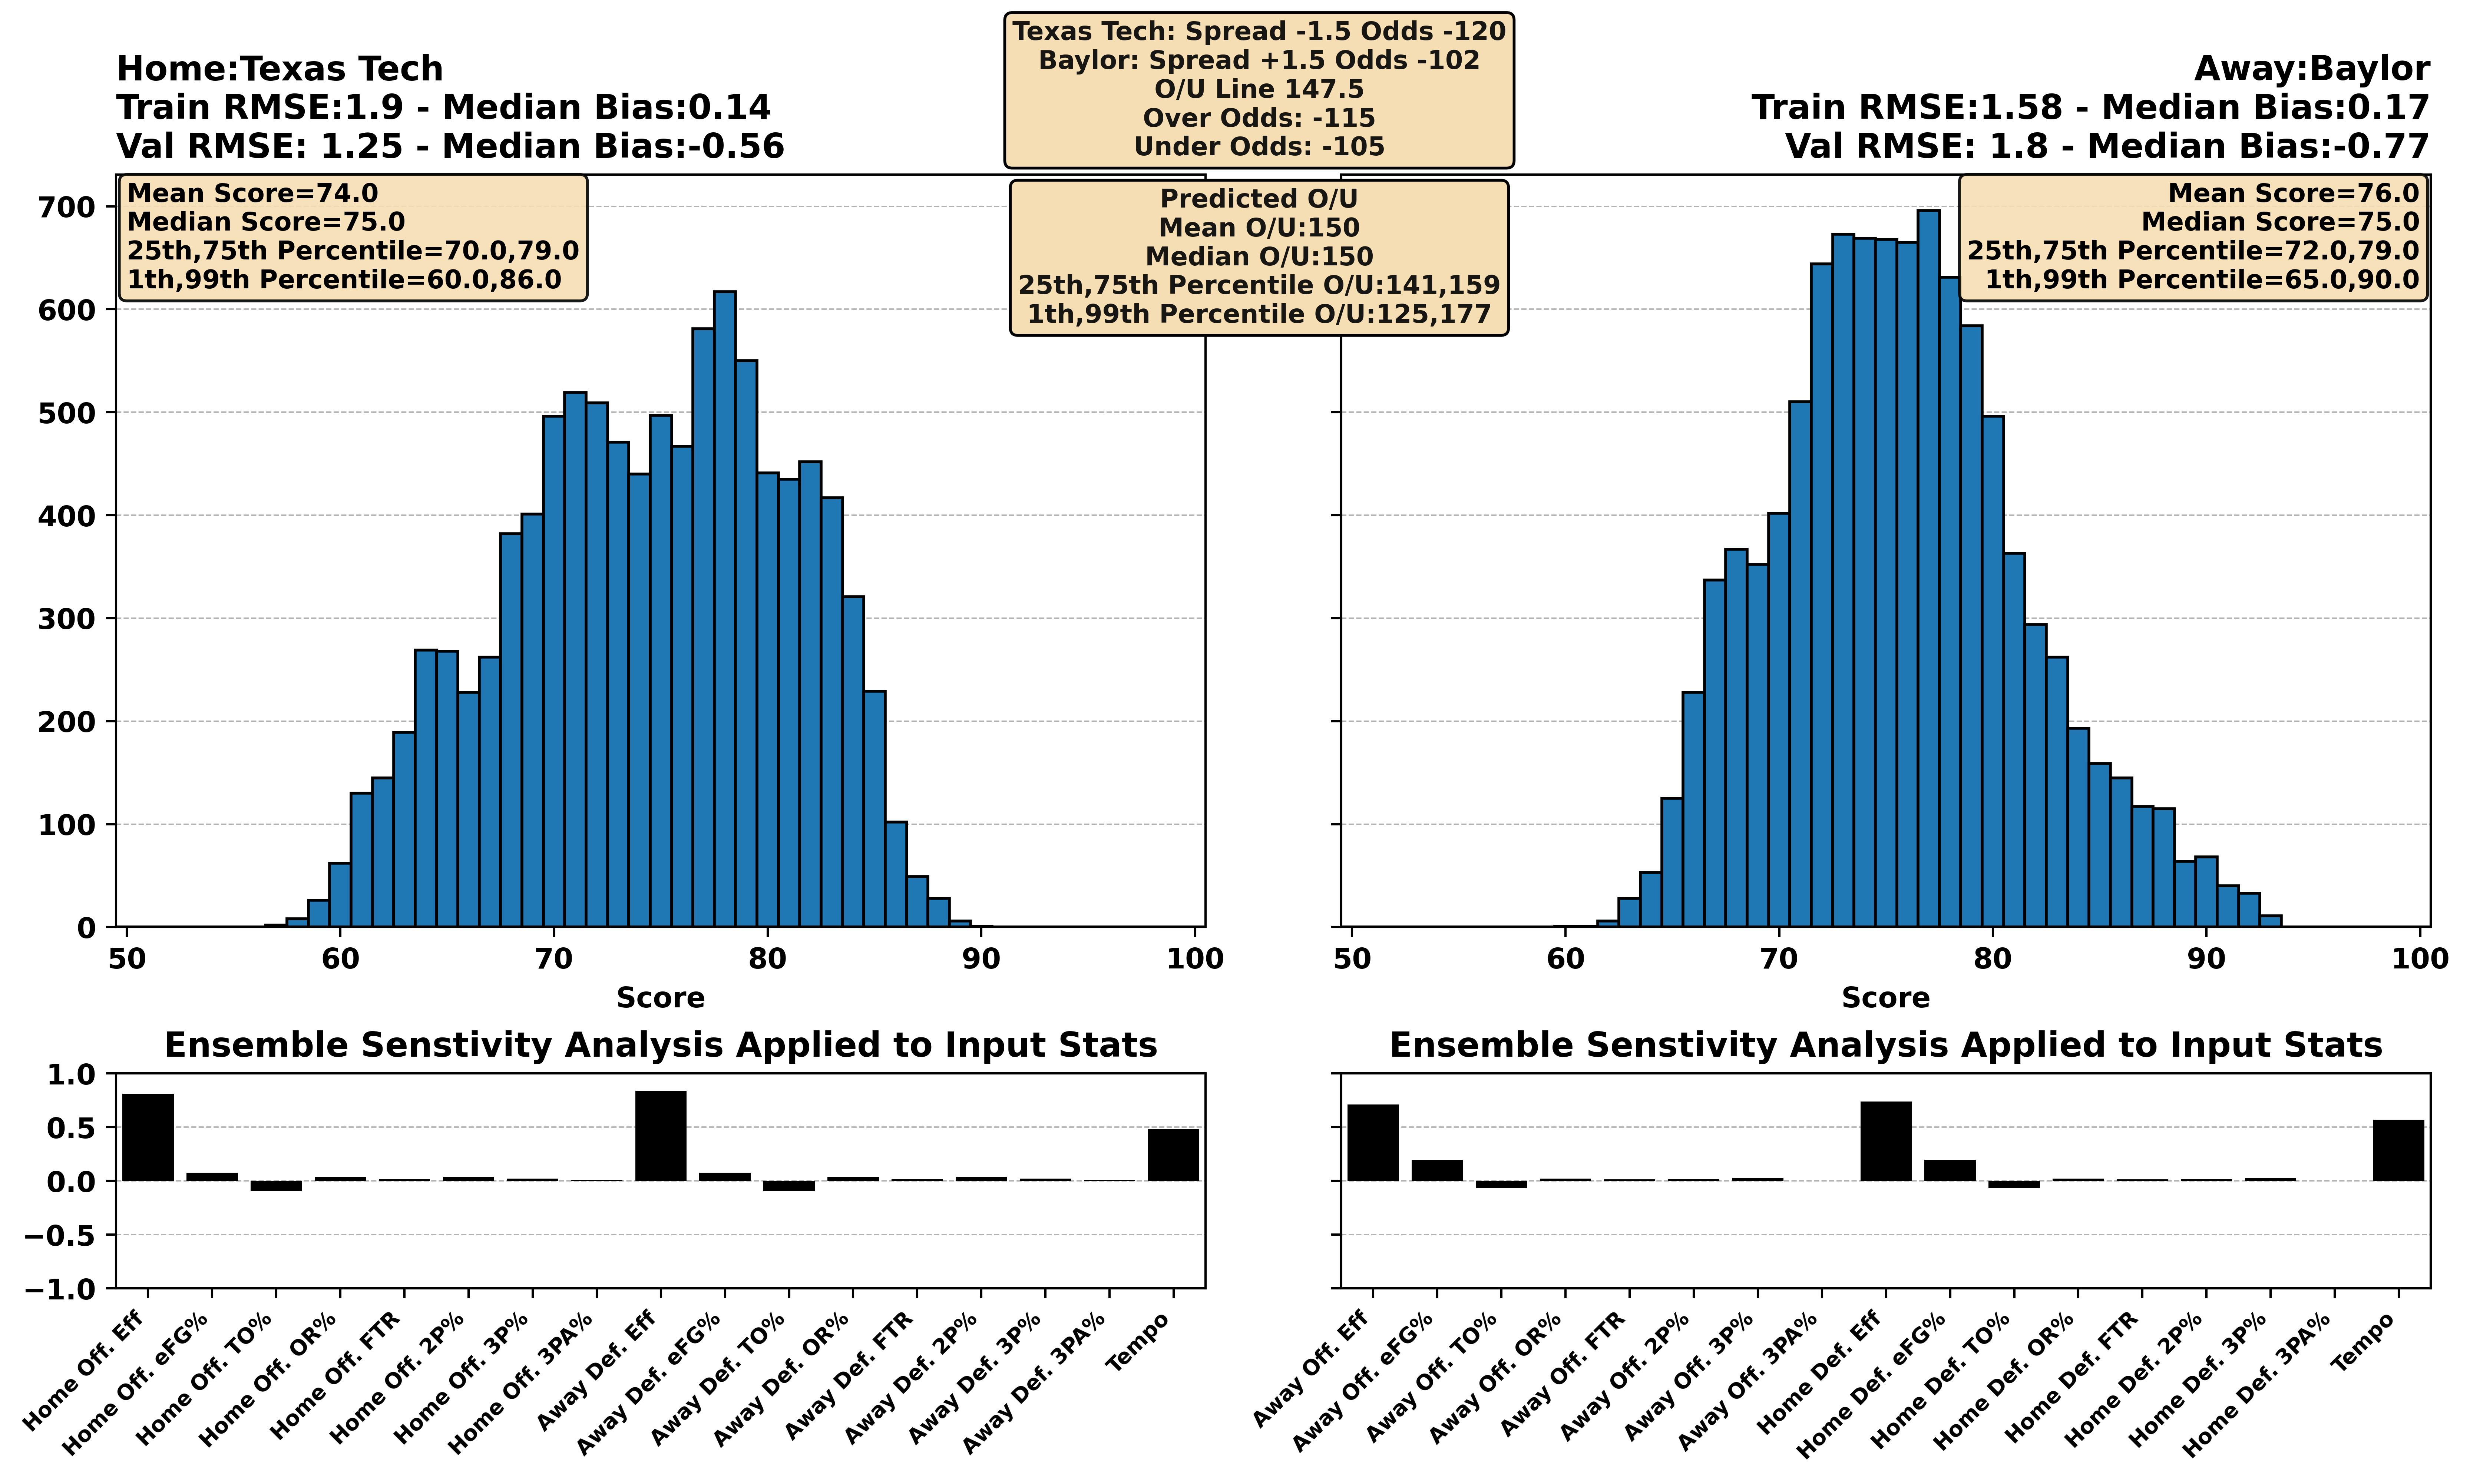 Texas Tech: Spread -1.5 Odds -120
Baylor: Spread +1.5 Odds -102
O/U Line 147.5
Over Odds: -115
Under Odds: -105
Home:Texas Tech
Train RMSE:1.9 - Median Bias:0.14
Val RMSE: 1.25 - Median Bias:-0.56
Away:Baylor
Train RMSE:1.58 - Median Bias:0.17
Val RMSE: 1.8 - Median Bias:-0.77
Mean Score=74.0
Median Score=75.0
25th,75th Percentile=70.0,79.0
1th,99th Percentile=60.0,86.0
Predicted O/U
Mean O/U:150
Median O/U:150
25th,75th Percentile O/U:141,159
1th,99th Percentile O/U:125,177
Mean Score=76.0
Median Score=75.0
25th,75th Percentile=72.0,79.0
1th,99th Percentile=65.0,90.0
700
600
500
400
300
200
100
0
50 60 70 80 90 100
Score
50 60 70 80 90 100
Score
Ensemble Senstivity Analysis Applied to Input Stats
1.0
0.5
0.0
−0.5
−1.0
Home Off. Eff
Home Off. eFG%
Home Off. TO%
Home Off. OR%
Home Off. FTR
Home Off. 2P%
Home Off. 3P%
Home Off. 3PA%
Away Def. Eff
Away Def. eFG%
Away Def. TO%
Away Def. OR%
Away Def. FTR
Away Def. 2P%
Away Def. 3P%
Away Def. 3PA%
Tempo
Ensemble Senstivity Analysis Applied to Input Stats
Away Off. Eff
Away Off. eFG%
Away Off. TO%
Away Off. OR%
Away Off. FTR
Away Off. 2P%
Away Off. 3P%
Away Off. 3PA%
Home Def. Eff
Home Def. eFG%
Home Def. TO%
Home Def. OR%
Home Def. FTR
Home Def. 2P%
Home Def. 3P%
Home Def. 3PA%
Tempo